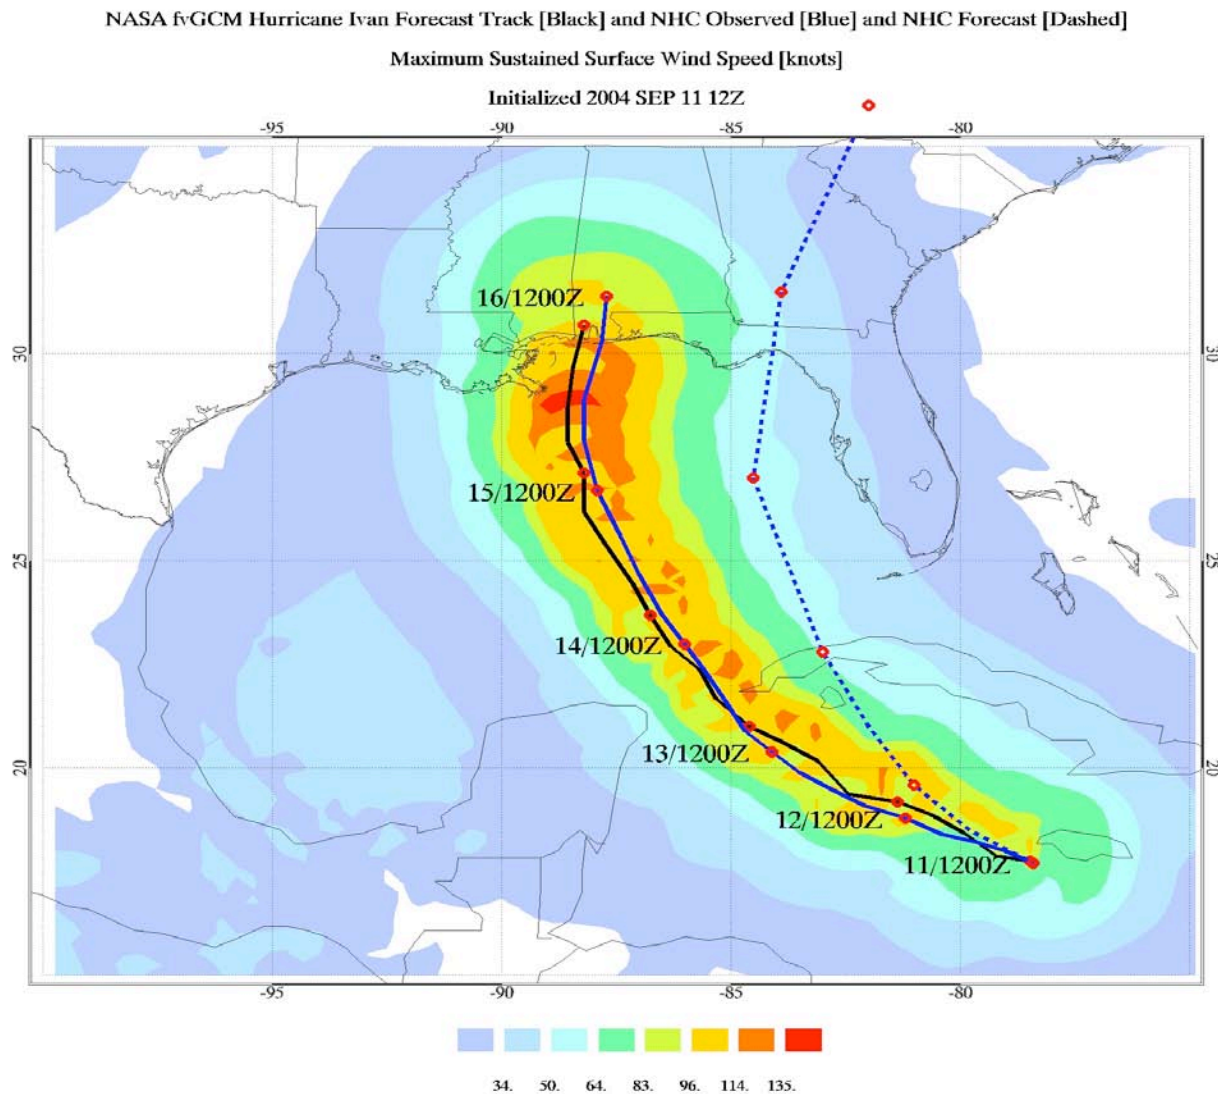 NASA fvGCM Hurricane Ivan Forecast Track [Black] and NHC Observed [Blue] and NHC Forecast [Dashed]
Maximum Sustained Surface Wind Speed [knots]
Initialized 2004 SEP 11 12Z
-95 -90 -85 -80
16/1200Z
30 30
15/1200Z
25 25
14/1200Z
13/1200Z
20 20
12/1200Z
11/1200Z
-95 -90 -85 -80
34. 50. 64. 83. 96. 114. 135.